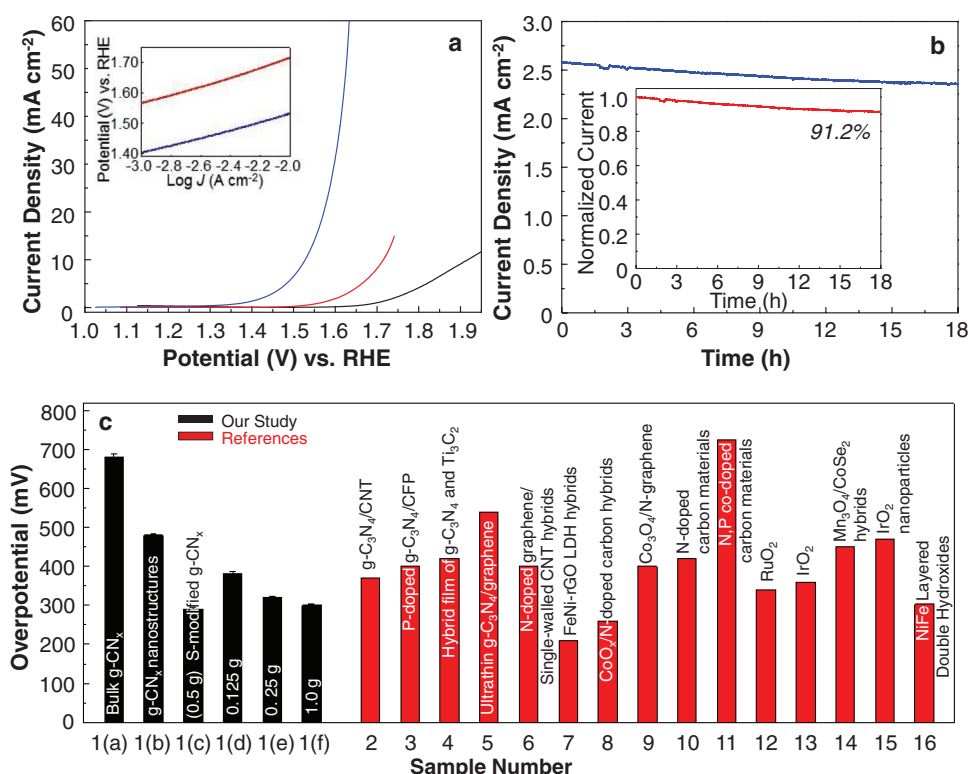 a
Current Density (mA cm-2)
60
50
40
30
20
10
0
1.0 1.1 1.2 1.3 1.4 1.5 1.6 1.7 1.8 1.9
Potential (V) vs. RHE
Potential (V) vs. RHE
1.70
1.60
1.50
1.40
-3.0 -2.8 -2.6 -2.4 -2.2 -2.0
Log J (A cm-2)
b
Current Density (mA cm-2)
3.0
2.5
2.0
1.5
1.0
0.5
0.0
0 3 6 9 12 15 18
Time (h)
Normalized Current
1.0
0.8
0.6
0.4
0.2
0
0 3 6 9 12 15 18
Time (h)
91.2%
c
Our Study
References
Overpotential (mV)
800
700
600
500
400
300
200
100
0
Bulk g-CNx
g-CNx nanostructures
(0.5 g) S-modified g-CNx
0.125 g
0. 25 g
1.0 g
g-C3N4/CNT
P-doped g-C3N4/CFP
Hybrid film of g-C3N4 and Ti3C2
Ultrathin g-C3N4/graphene
N-doped graphene/
Single-walled CNT hybrids
FeNi-rGO LDH hybrids
COx/N-doped carbon hybrids
Co3O4/N-graphene
N-doped
carbon materials
N,P co-doped
carbon materials
RuO2
IrO2
Mn3O4/CoSe2
hybrids
IrO2
nanoparticles
NiFe Layered
Double Hydroxides
1(a) 1(b) 1(c) 1(d) 1(e) 1(f) 2 3 4 5 6 7 8 9 10 11 12 13 14 15 16
Sample Number